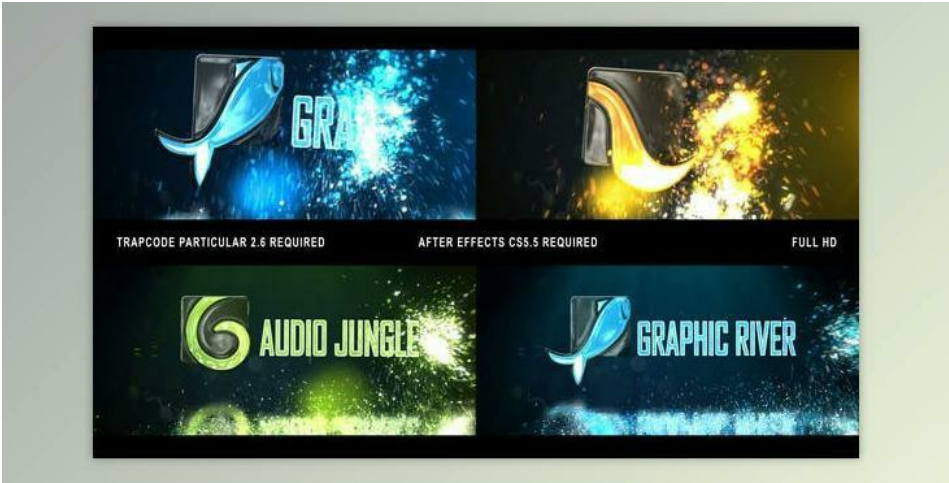 GRA
TRAPCODE PARTICULAR 2.6 REQUIRED
AFTER EFFECTS CS5.5 REQUIRED
FULL HD
AUDIO JUNGLE
GRAPHIC RIVER